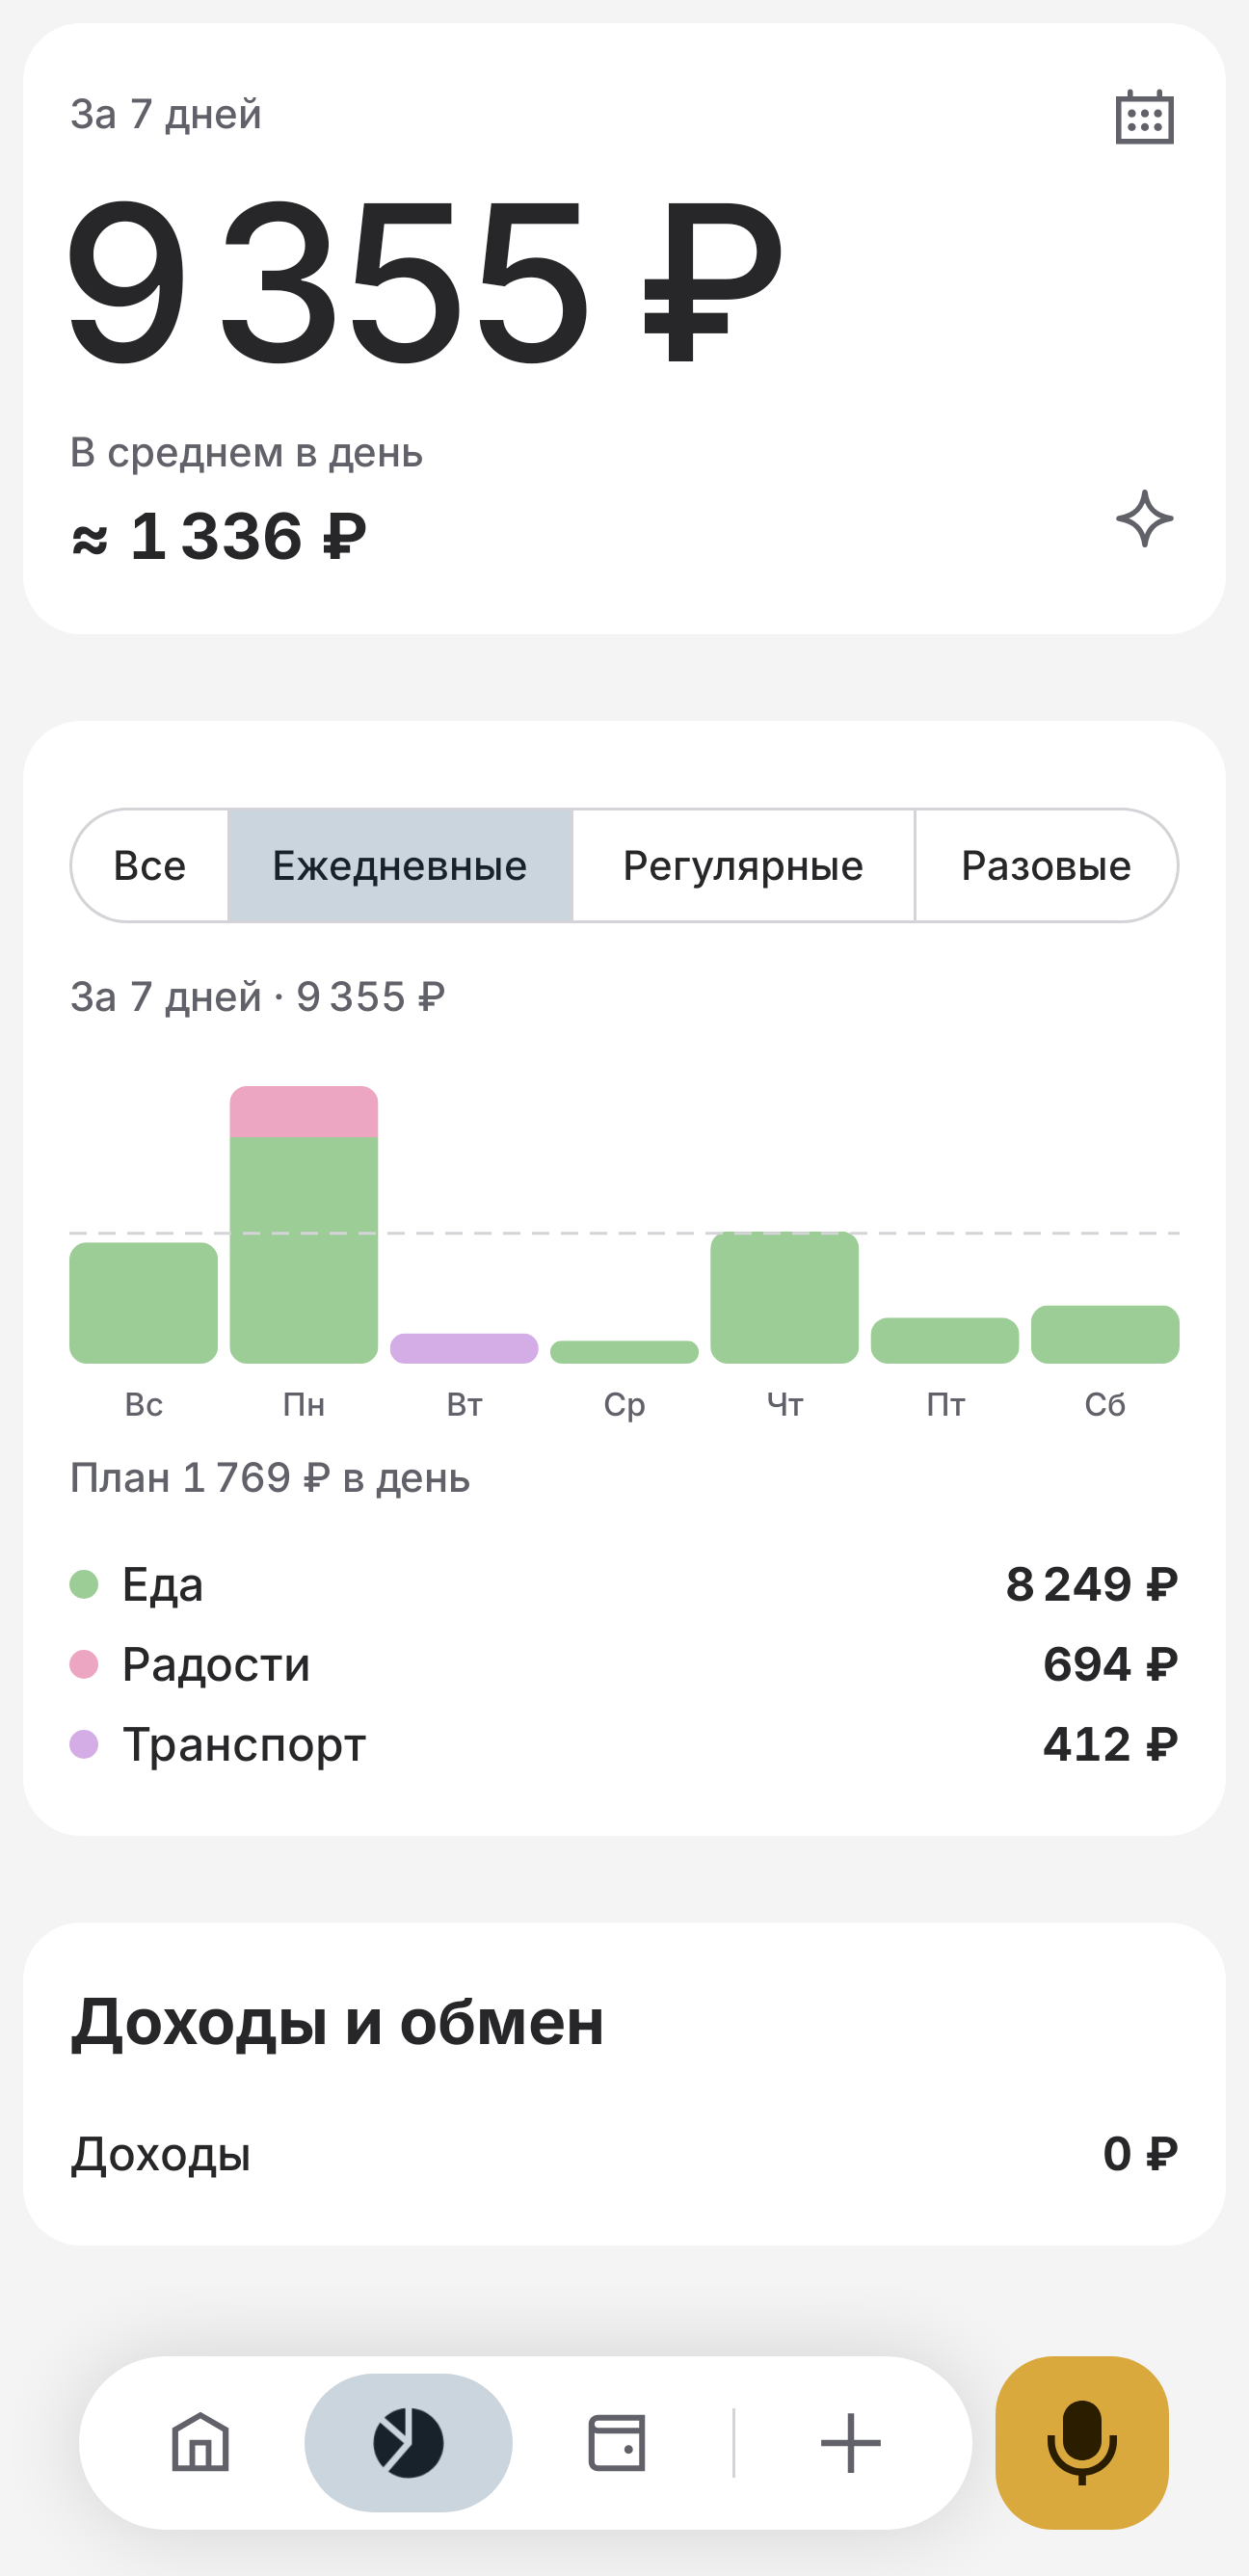 За 7 дней
9 355 ₽
В среднем в день
≈ 1 336 ₽
Все Ежедневные Регулярные Разовые
За 7 дней · 9 355 ₽
Вс Пн Вт Ср Чт Пт Сб
План 1 769 ₽ в день
Еда 8 249 ₽
Радости 694 ₽
Транспорт 412 ₽
Доходы и обмен
Доходы 0 ₽